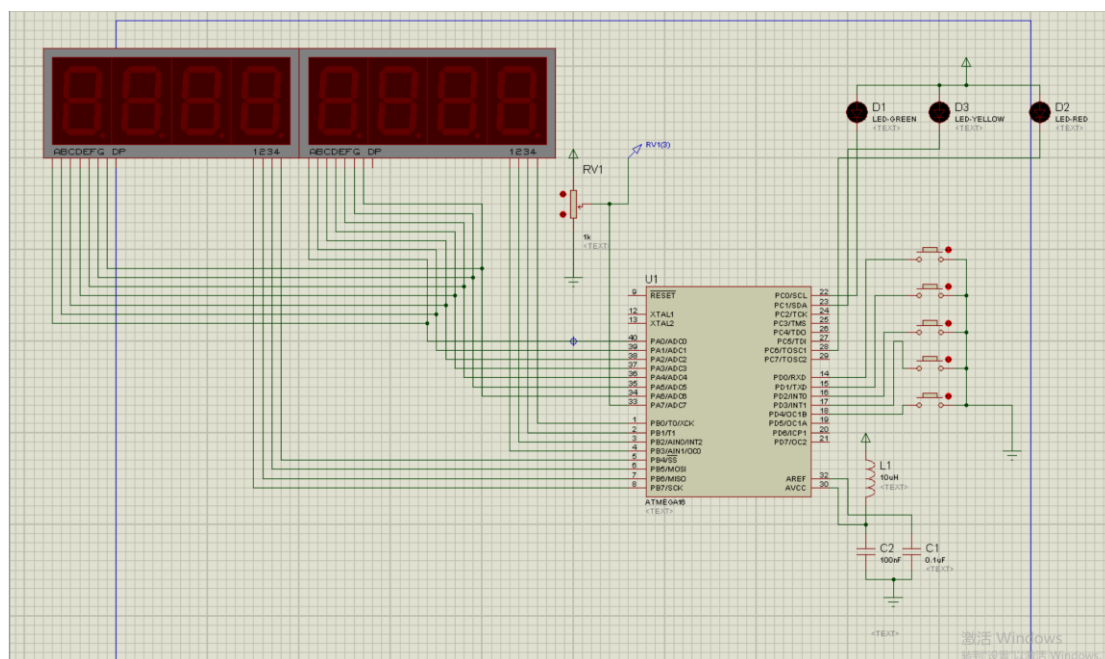 ABCDEFG DP
1234
ABCDEFG DP
1234
RV1(3)
RV1
1k
<TEXT>
D1
LED-GREEN
<TEXT>
D3
LED-YELLOW
<TEXT>
D2
LED-RED
<TEXT>
U1
9 RESET
12 XTAL1
13 XTAL2
40 PA0/ADC0
39 PA1/ADC1
38 PA2/ADC2
37 PA3/ADC3
36 PA4/ADC4
35 PA5/ADC5
34 PA6/ADC6
33 PA7/ADC7
1 PB0/T0/XCK
2 PB1/T1
3 PB2/AIN0/INT2
4 PB3/AIN1/OC0
5 PB4/SS
6 PB5/MOSI
7 PB6/MISO
8 PB7/SCK
PC0/SCL 22
PC1/SDA 23
PC2/TCK 24
PC3/TMS 25
PC4/TDO 26
PC5/TDI 27
PC6/TOSC1 28
PC7/TOSC2 29
PD0/RXD 14
PD1/TXD 15
PD2/INT0 16
PD3/INT1 17
PD4/OC1B 18
PD5/OC1A 19
PD6/ICP1 20
PD7/OC2 21
AREF 32
AVCC 30
ATMEGA16
<TEXT>
L1
10uH
<TEXT>
C2
100nF
C1
0.1uF
<TEXT>
<TEXT>
激活 Windows